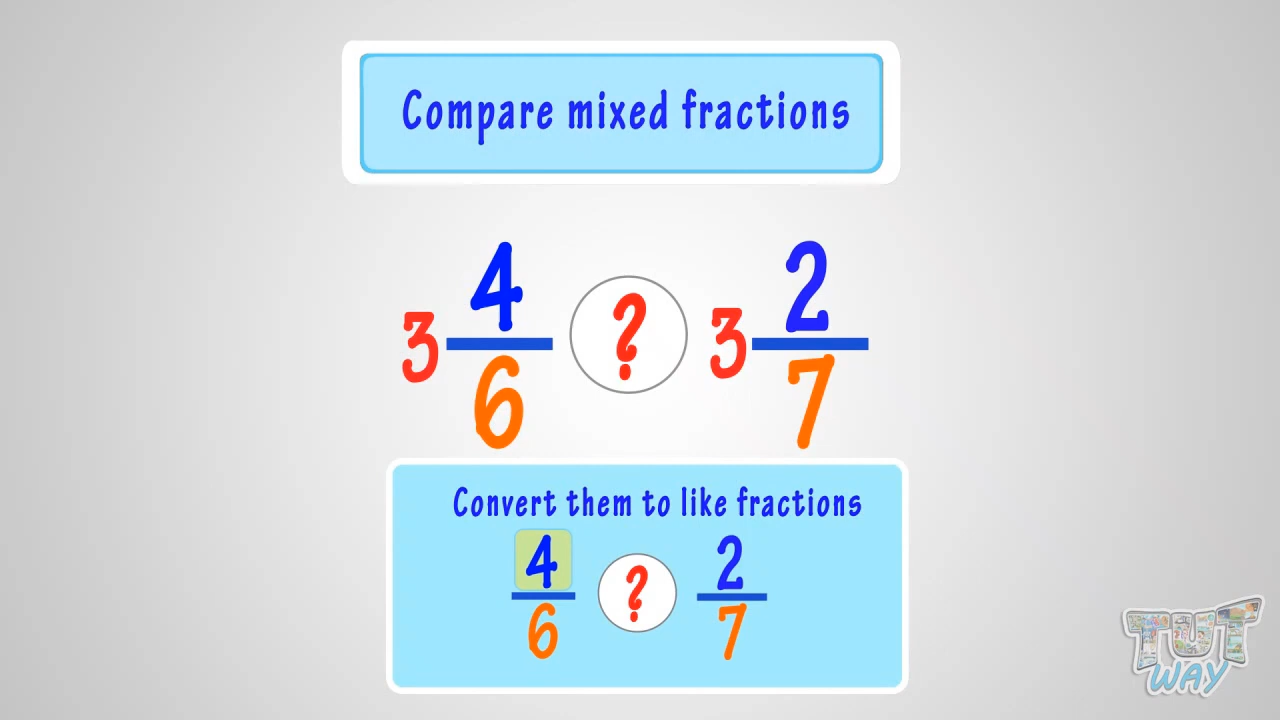 Compare mixed fractions
3 4/6 ? 3 2/7
Convert them to like fractions
4/6 ? 2/7
TUT
WAY